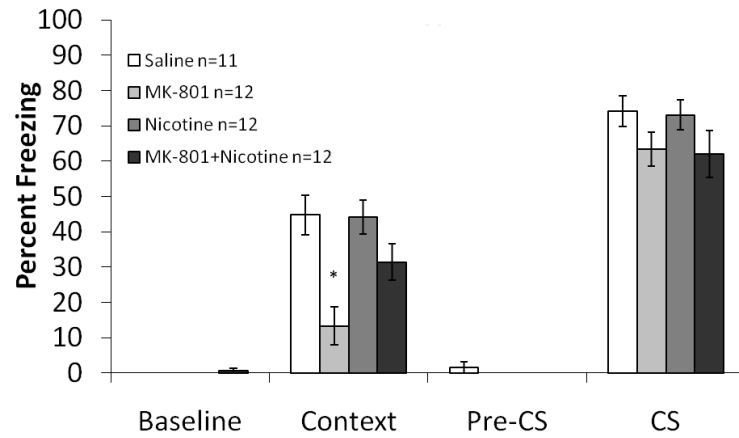 100
90
80
70
60
50
40
30
20
10
0
Percent Freezing
Saline n=11
MK-801 n=12
Nicotine n=12
MK-801+Nicotine n=12
*
Baseline Context Pre-CS CS